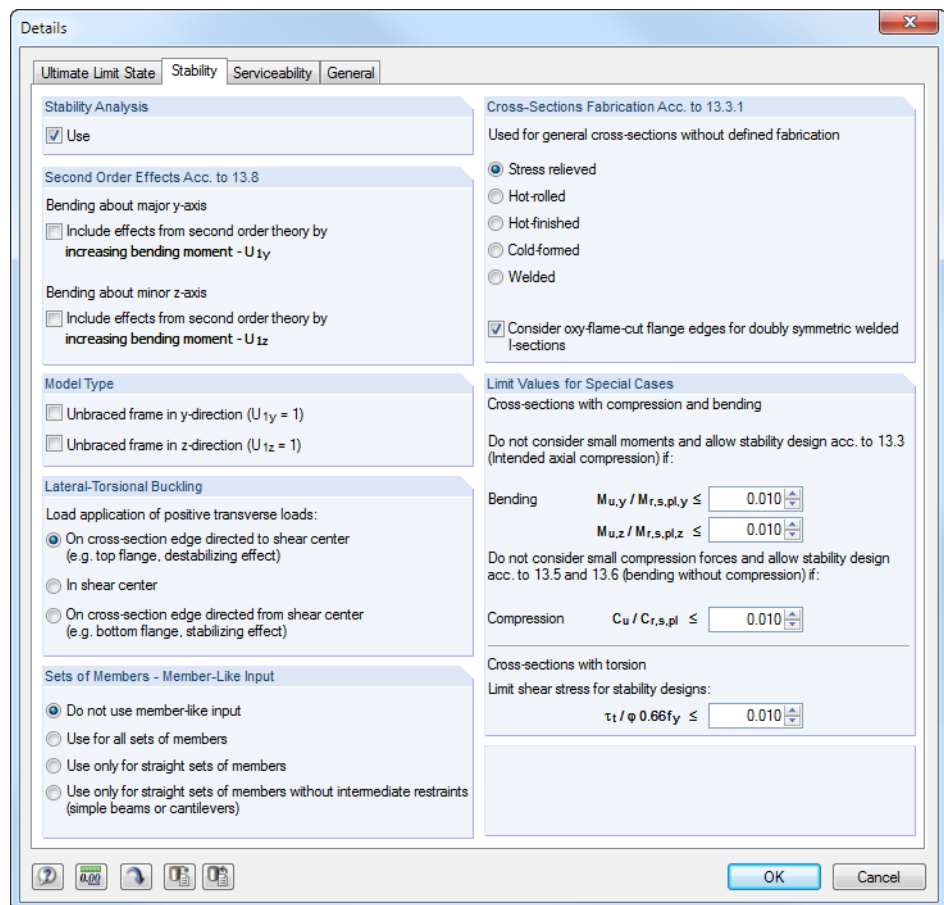 Details
Ultimate Limit State
Stability
Serviceability
General
Stability Analysis
Use
Second Order Effects Acc. to 13.8
Bending about major y-axis
Include effects from second order theory by
increasing bending moment - U1y
Bending about minor z-axis
Include effects from second order theory by
increasing bending moment - U1z
Model Type
Unbraced frame in y-direction (U1y = 1)
Unbraced frame in z-direction (U1z = 1)
Lateral-Torsional Buckling
Load application of positive transverse loads:
On cross-section edge directed to shear center
(e.g. top flange, destabilizing effect)
In shear center
On cross-section edge directed from shear center
(e.g. bottom flange, stabilizing effect)
Sets of Members - Member-Like Input
Do not use member-like input
Use for all sets of members
Use only for straight sets of members
Use only for straight sets of members without intermediate restraints
(simple beams or cantilevers)
Cross-Sections Fabrication Acc. to 13.3.1
Used for general cross-sections without defined fabrication
Stress relieved
Hot-rolled
Hot-finished
Cold-formed
Welded
Consider oxy-flame-cut flange edges for doubly symmetric welded
I-sections
Limit Values for Special Cases
Cross-sections with compression and bending
Do not consider small moments and allow stability design acc. to 13.3
(Intended axial compression) if:
Bending Mu,y / Mr,s,pl,y ≤ 0.010
Mu,z / Mr,s,pl,z ≤ 0.010
Do not consider small compression forces and allow stability design
acc. to 13.5 and 13.6 (bending without compression) if:
Compression Cu / Cr,s,pl ≤ 0.010
Cross-sections with torsion
Limit shear stress for stability designs:
τt / φ 0.66fy ≤ 0.010
0.00
OK
Cancel